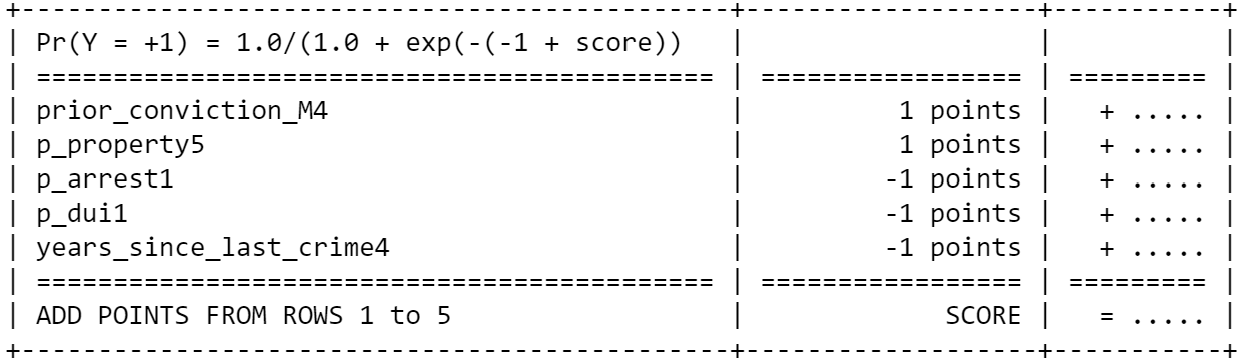 +----------------------------------------------+-------------------+-----------+
| Pr(Y = +1) = 1.0/(1.0 + exp(-(-1 + score)) | | |
| ============================================ | ================= | ========= |
| prior_conviction_M4 | 1 points | + ..... |
| p_property5 | 1 points | + ..... |
| p_arrest1 | -1 points | + ..... |
| p_dui1 | -1 points | + ..... |
| years_since_last_crime4 | -1 points | + ..... |
| ============================================ | ================= | ========= |
| ADD POINTS FROM ROWS 1 to 5 | SCORE | = ..... |
+----------------------------------------------+-------------------+-----------+